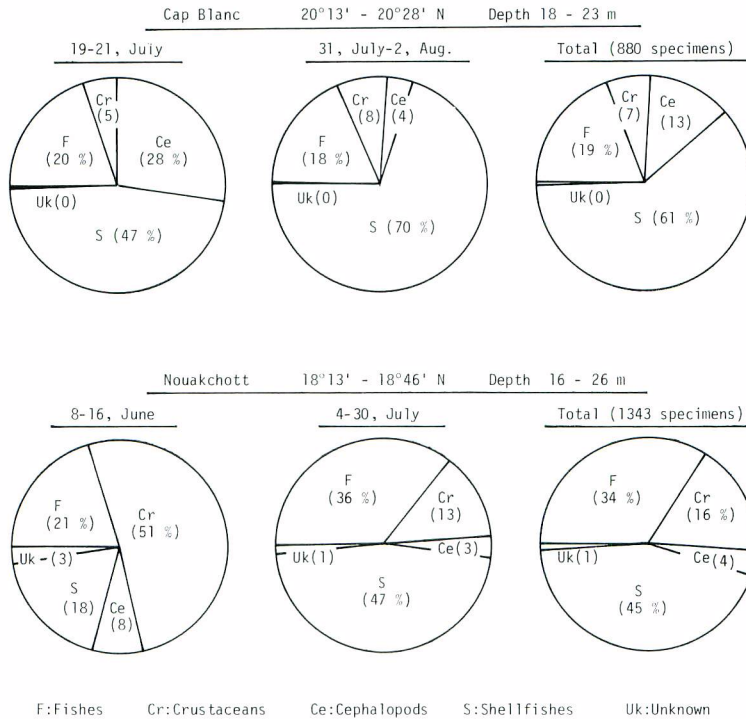 Cap Blanc 20°13' - 20°28' N Depth 18 - 23 m
19-21, July
31, July-2, Aug.
Total (880 specimens)
Cr
(5)
F
(20 %)
Ce
(28 %)
Uk(0)
S (47 %)
Cr
(8)
Ce
(4)
F
(18 %)
Uk(0)
S (70 %)
Cr
(7)
Ce
(13)
F
(19 %)
Uk(0)
S (61 %)
Nouakchott 18°13' - 18°46' N Depth 16 - 26 m
8-16, June
4-30, July
Total (1343 specimens)
F
(21 %)
Cr
(51 %)
Uk-(3)
S
(18)
Ce
(8)
F
(36 %)
Cr
(13)
Uk(1)
Ce(3)
S
(47 %)
F
(34 %)
Cr
(16 %)
Uk(1)
Ce(4)
S
(45 %)
F:Fishes Cr:Crustaceans Ce:Cephalopods S:Shellfishes Uk:Unknown